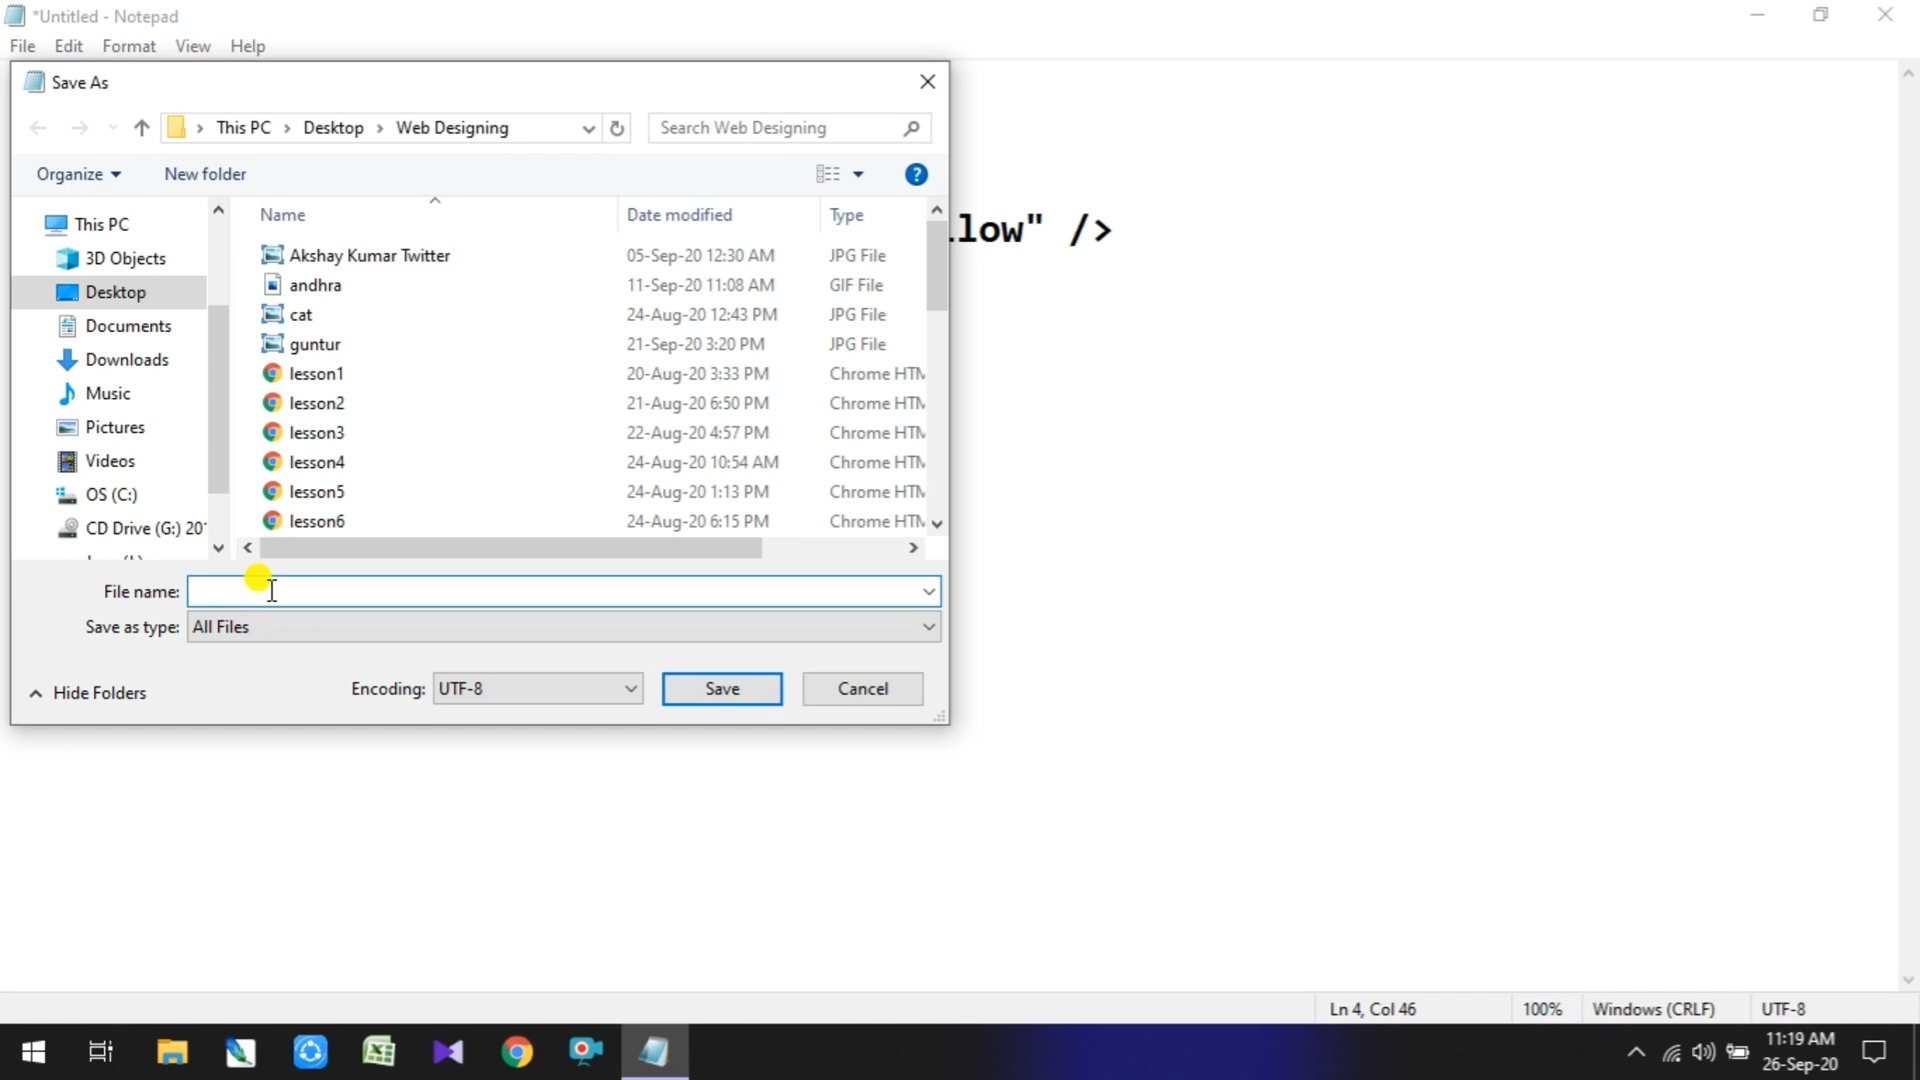 *Untitled - Notepad
File Edit Format View Help
Save As
This PC > Desktop > Web Designing
Search Web Designing
Organize New folder
Name Date modified Type
This PC
3D Objects
Desktop
Documents
Downloads
Music
Pictures
Videos
OS (C:)
CD Drive (G:) 20
Akshay Kumar Twitter 05-Sep-20 12:30 AM JPG File
andhra 11-Sep-20 11:08 AM GIF File
cat 24-Aug-20 12:43 PM JPG File
guntur 21-Sep-20 3:20 PM JPG File
lesson1 20-Aug-20 3:33 PM Chrome HTM
lesson2 21-Aug-20 6:50 PM Chrome HTM
lesson3 22-Aug-20 4:57 PM Chrome HTM
lesson4 24-Aug-20 10:54 AM Chrome HTM
lesson5 24-Aug-20 1:13 PM Chrome HTM
lesson6 24-Aug-20 6:15 PM Chrome HTM
llow" />
File name:
Save as type: All Files
Hide Folders
Encoding: UTF-8 Save Cancel
Ln 4, Col 46 100% Windows (CRLF) UTF-8
11:19 AM
26-Sep-20